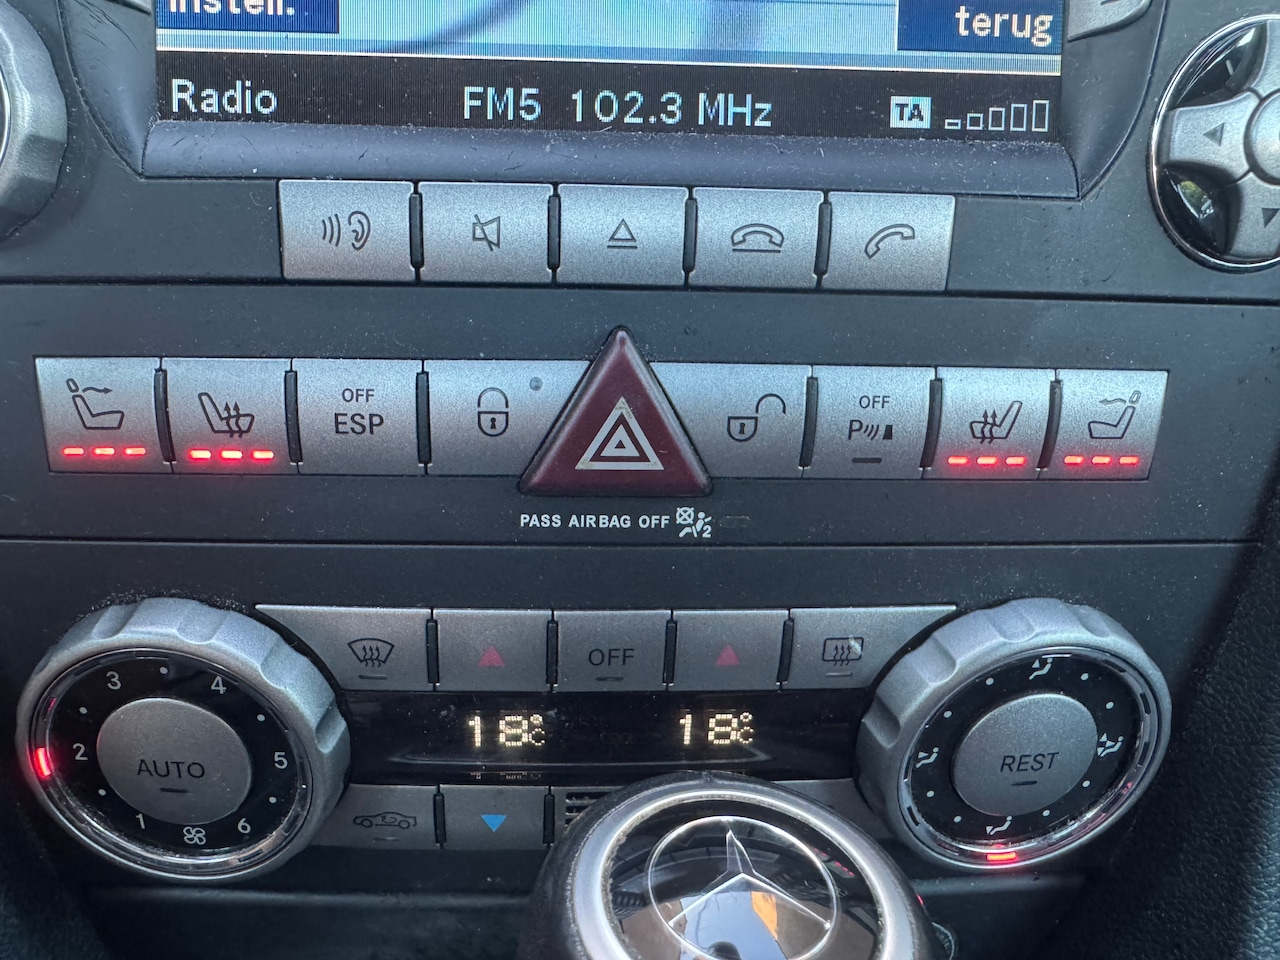 Instell.
terug
Radio FM5 102.3 MHz TA
OFF
ESP
OFF
P
PASS AIRBAG OFF 2
OFF
18°C 18°C
3 4
2 5
1 6
AUTO
REST